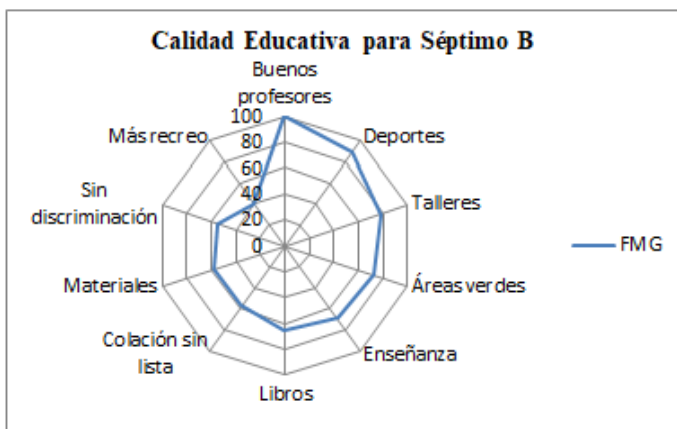 Calidad Educativa para Séptimo B
Buenos
profesores
Deportes
Talleres
Áreas verdes
Enseñanza
Libros
Colación sin
lista
Materiales
Sin
discriminación
Más recreo
100
80
60
40
20
0
FMG